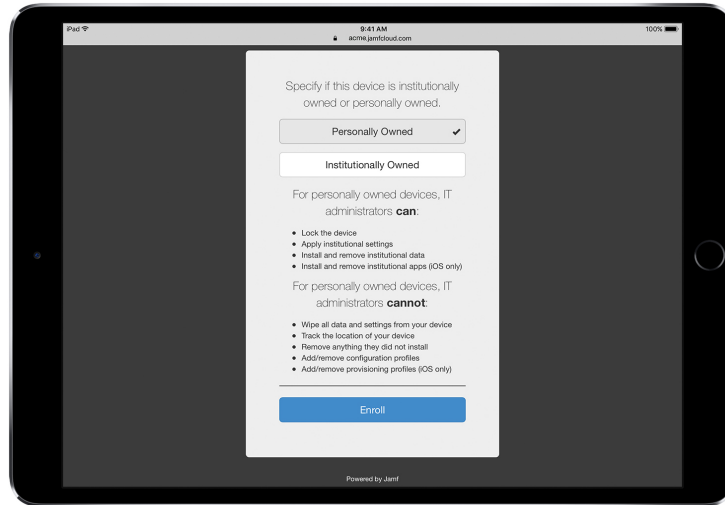 iPad
9:41 AM
100%
acme.jamfcloud.com
Specify if this device is institutionally
owned or personally owned.
Personally Owned
Institutionally Owned
For personally owned devices, IT
administrators can:
• Lock the device
• Apply institutional settings
• Install and remove institutional data
• Install and remove institutional apps (iOS only)
For personally owned devices, IT
administrators cannot:
• Wipe all data and settings from your device
• Track the location of your device
• Remove anything they did not install
• Add/remove configuration profiles
• Add/remove provisioning profiles (iOS only)
Enroll
Powered by Jamf